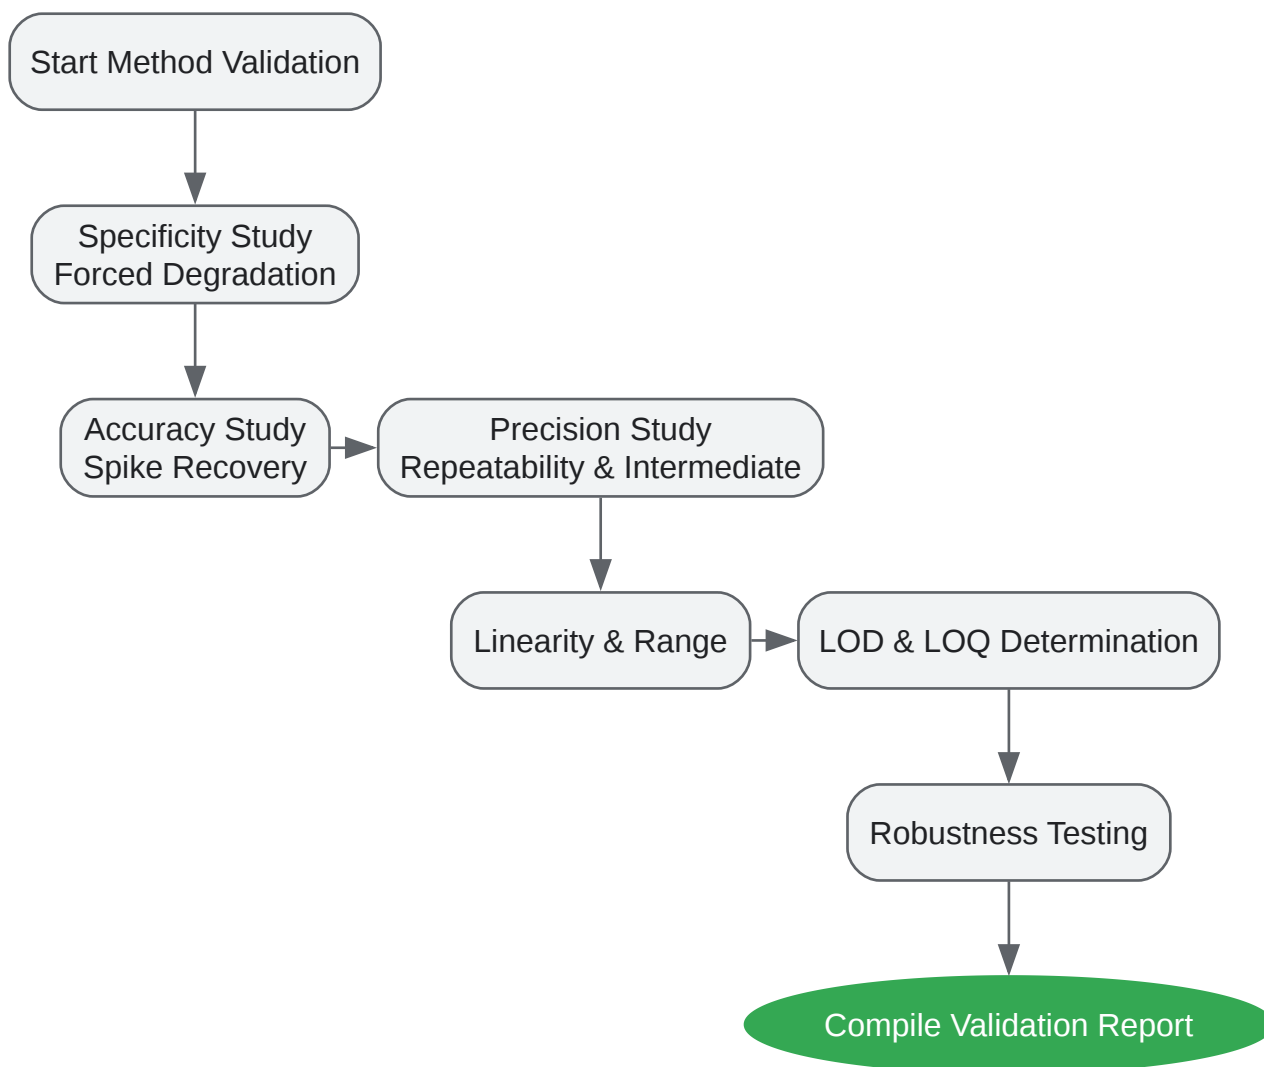 Start Method Validation
Specificity Study
Forced Degradation
Accuracy Study
Spike Recovery
Precision Study
Repeatability & Intermediate
Linearity & Range
LOD & LOQ Determination
Robustness Testing
Compile Validation Report